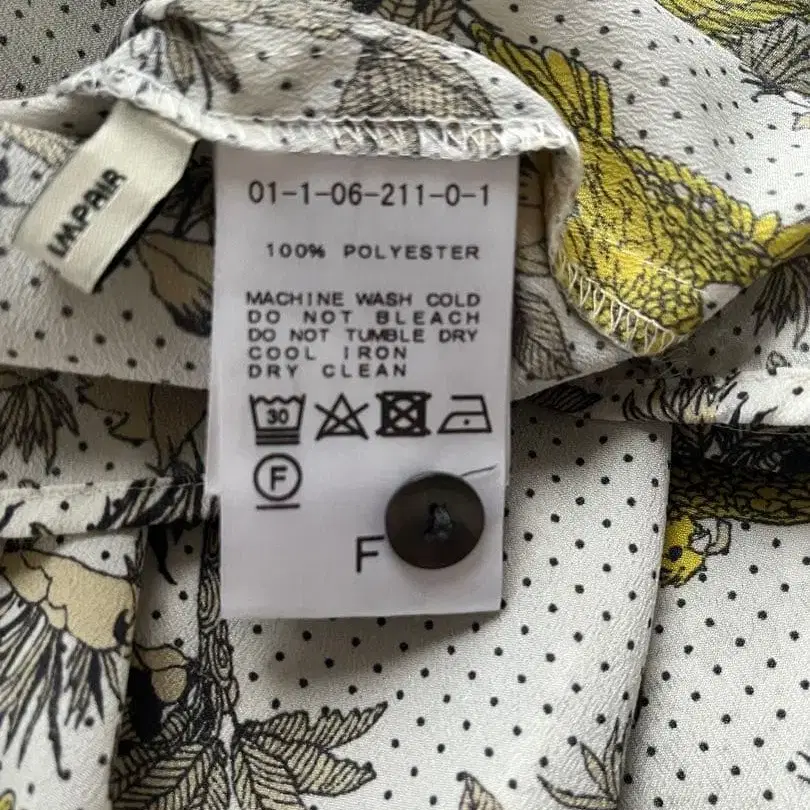 IMPAIR
01-1-06-211-0-1
100% POLYESTER
MACHINE WASH COLD
DO NOT BLEACH
DO NOT TUMBLE DRY
COOL IRON
DRY CLEAN
30
F
F